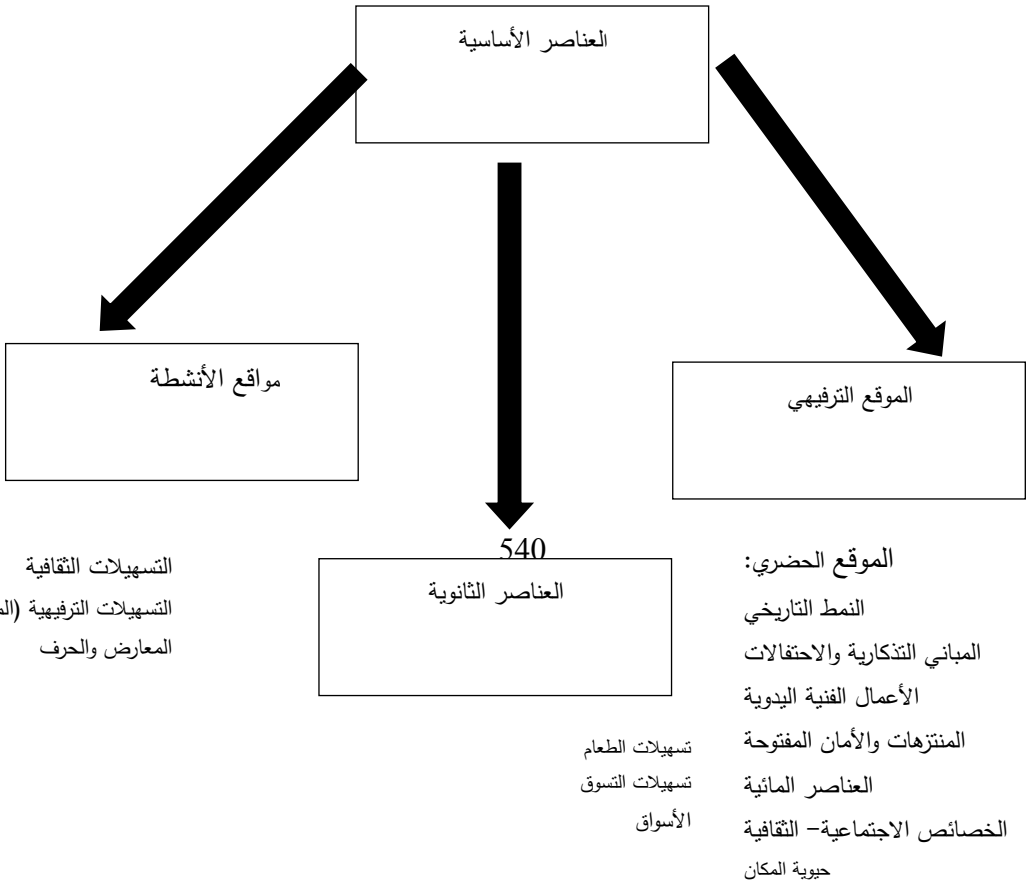 العناصر الأساسية
الموقع الترفيهي
مواقع الأنشطة
540
العناصر الثانوية
الموقع الحضري:
النمط التاريخي
المباني التذكارية والاحتفالات
الأعمال الفنية اليدوية
المنتزهات والأمان المفتوحة
العناصر المائية
الخصائص الاجتماعية– الثقافية
حيوية المكان
تسهيلات الطعام
تسهيلات التسوق
الأسواق
التسهيلات الثقافية
التسهيلات الترفيهية
المعارض والحرف